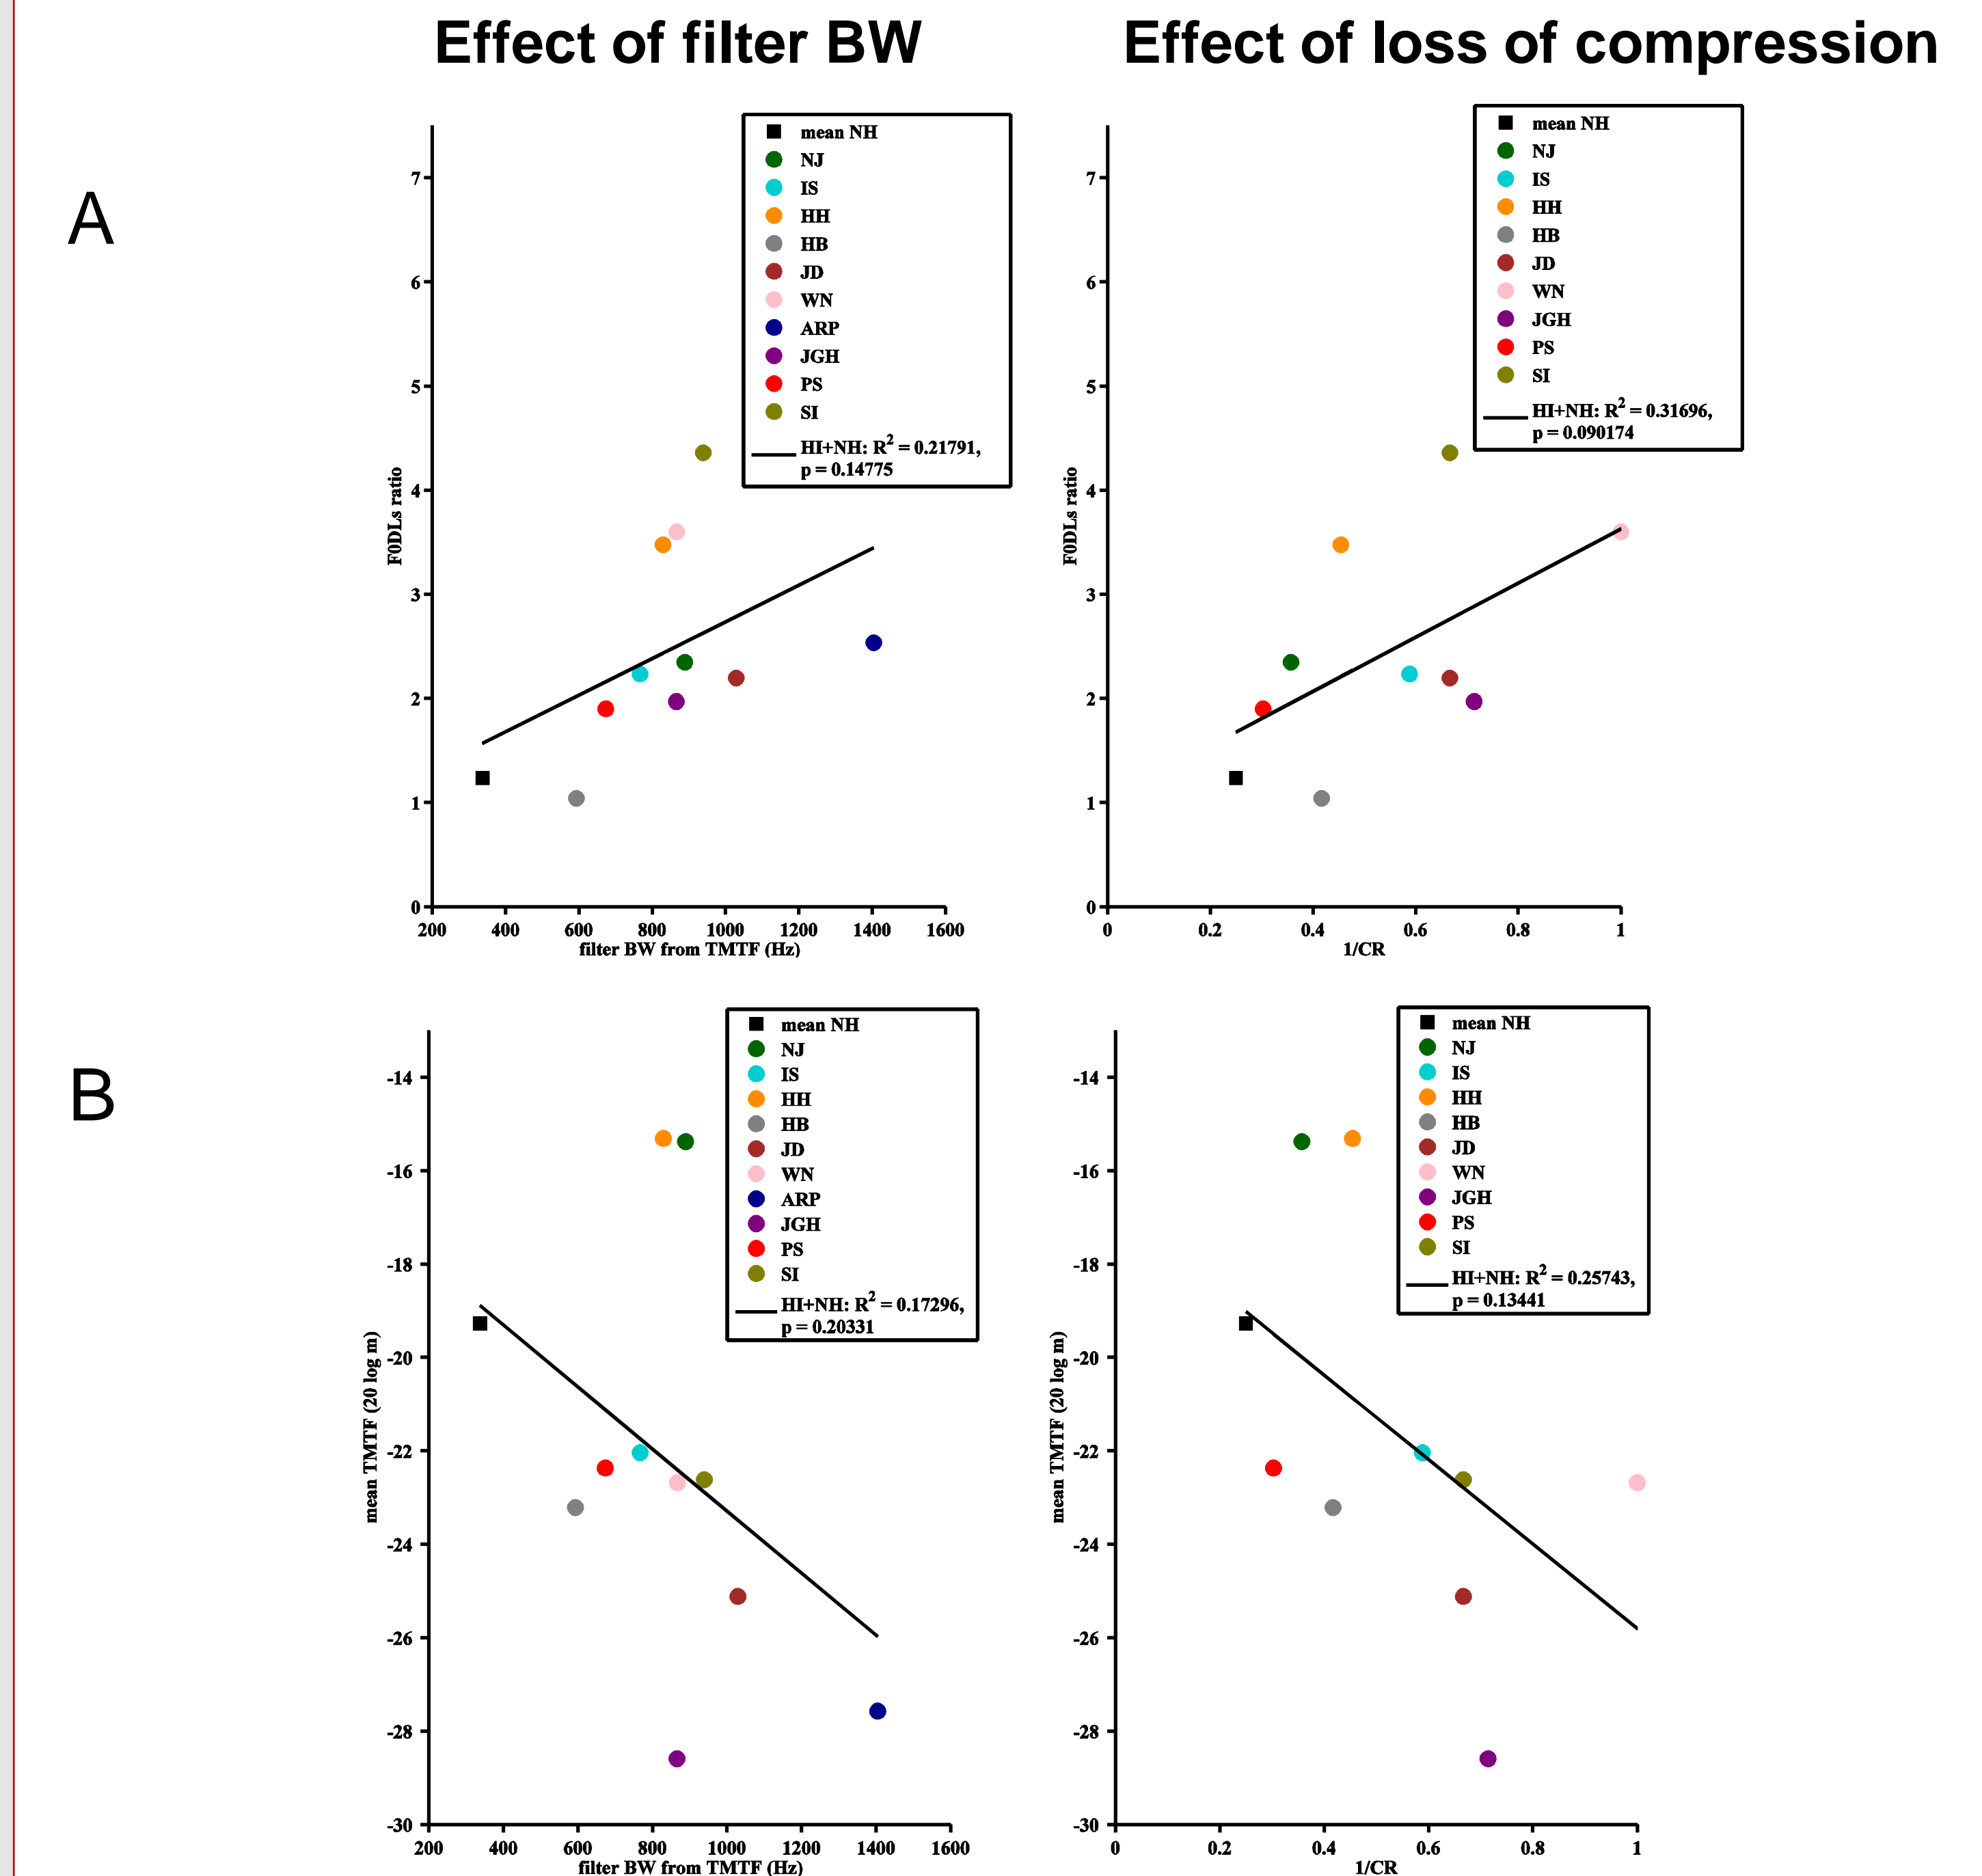 Effect of filter BW
Effect of loss of compression
A
mean NH
NJ
IS
HH
HB
JD
WN
ARP
JGH
PS
SI
HI+NH: R² = 0.21791,
p = 0.14775
7
6
5
4
3
2
1
0
F0DLs ratio
200 400 600 800 1000 1200 1400 1600
filter BW from TMTF (Hz)
mean NH
NJ
IS
HH
HB
JD
WN
JGH
PS
SI
HI+NH: R² = 0.31696,
p = 0.090174
7
6
5
4
3
2
1
0
F0DLs ratio
0 0.2 0.4 0.6 0.8 1
1/CR
B
mean NH
NJ
IS
HH
HB
JD
WN
ARP
JGH
PS
SI
HI+NH: R² = 0.17296,
p = 0.20331
-14
-16
-18
-20
-22
-24
-26
-28
-30
mean TMTF (20 log m)
200 400 600 800 1000 1200 1400 1600
filter BW from TMTF (Hz)
mean NH
NJ
IS
HH
HB
JD
WN
JGH
PS
SI
HI+NH: R² = 0.25743,
p = 0.13441
-14
-16
-18
-20
-22
-24
-26
-28
-30
mean TMTF (20 log m)
0 0.2 0.4 0.6 0.8 1
1/CR